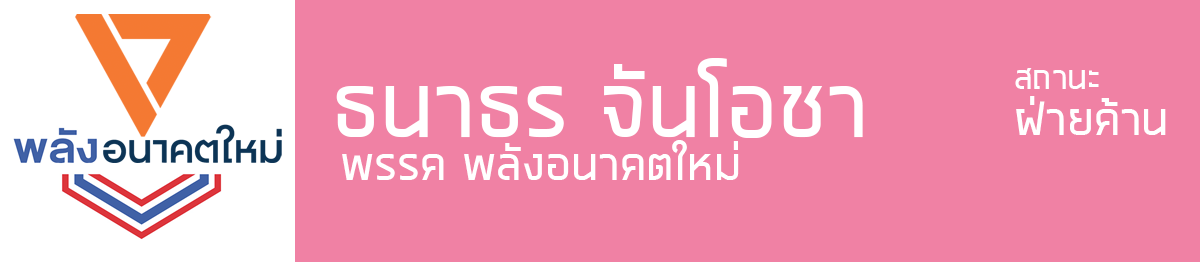 พลังอนาคตใหม่
ธนาธร จันโอชา
พรรค พลังอนาคตใหม่
สถานะ
ฝ่ายค้าน